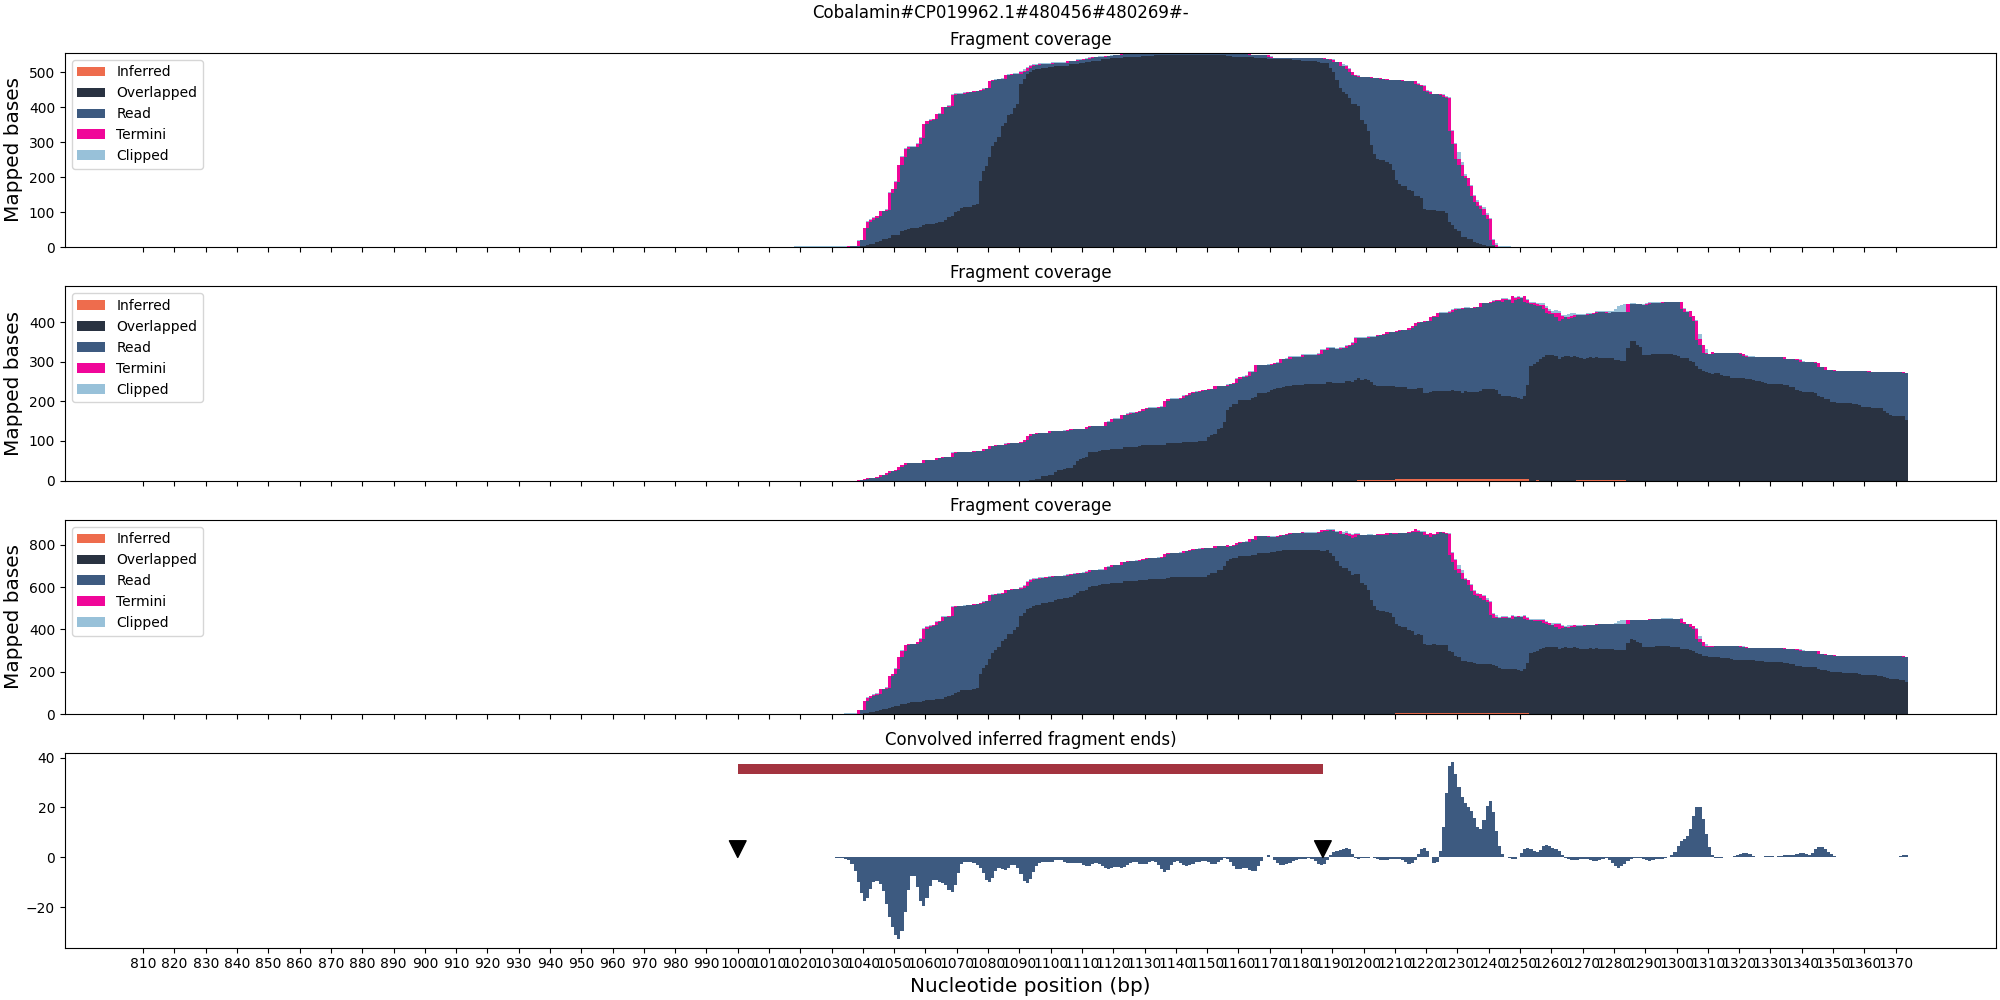 Cobalamin#CP019962.1#480456#480269#-
Fragment coverage
Mapped bases
500
400
300
200
100
0
Inferred
Overlapped
Read
Termini
Clipped
Fragment coverage
Mapped bases
400
300
200
100
0
Inferred
Overlapped
Read
Termini
Clipped
Fragment coverage
Mapped bases
800
600
400
200
0
Inferred
Overlapped
Read
Termini
Clipped
Convolved inferred fragment ends)
40
20
0
−20
810 820 830 840 850 860 870 880 890 900 910 920 930 940 950 960 970 980 990 1000 1010 1020 1030 1040 1050 1060 1070 1080 1090 1100 1110 1120 1130 1140 1150 1160 1170 1180 1190 1200 1210 1220 1230 1240 1250 1260 1270 1280 1290 1300 1310 1320 1330 1340 1350 1360 1370
Nucleotide position (bp)